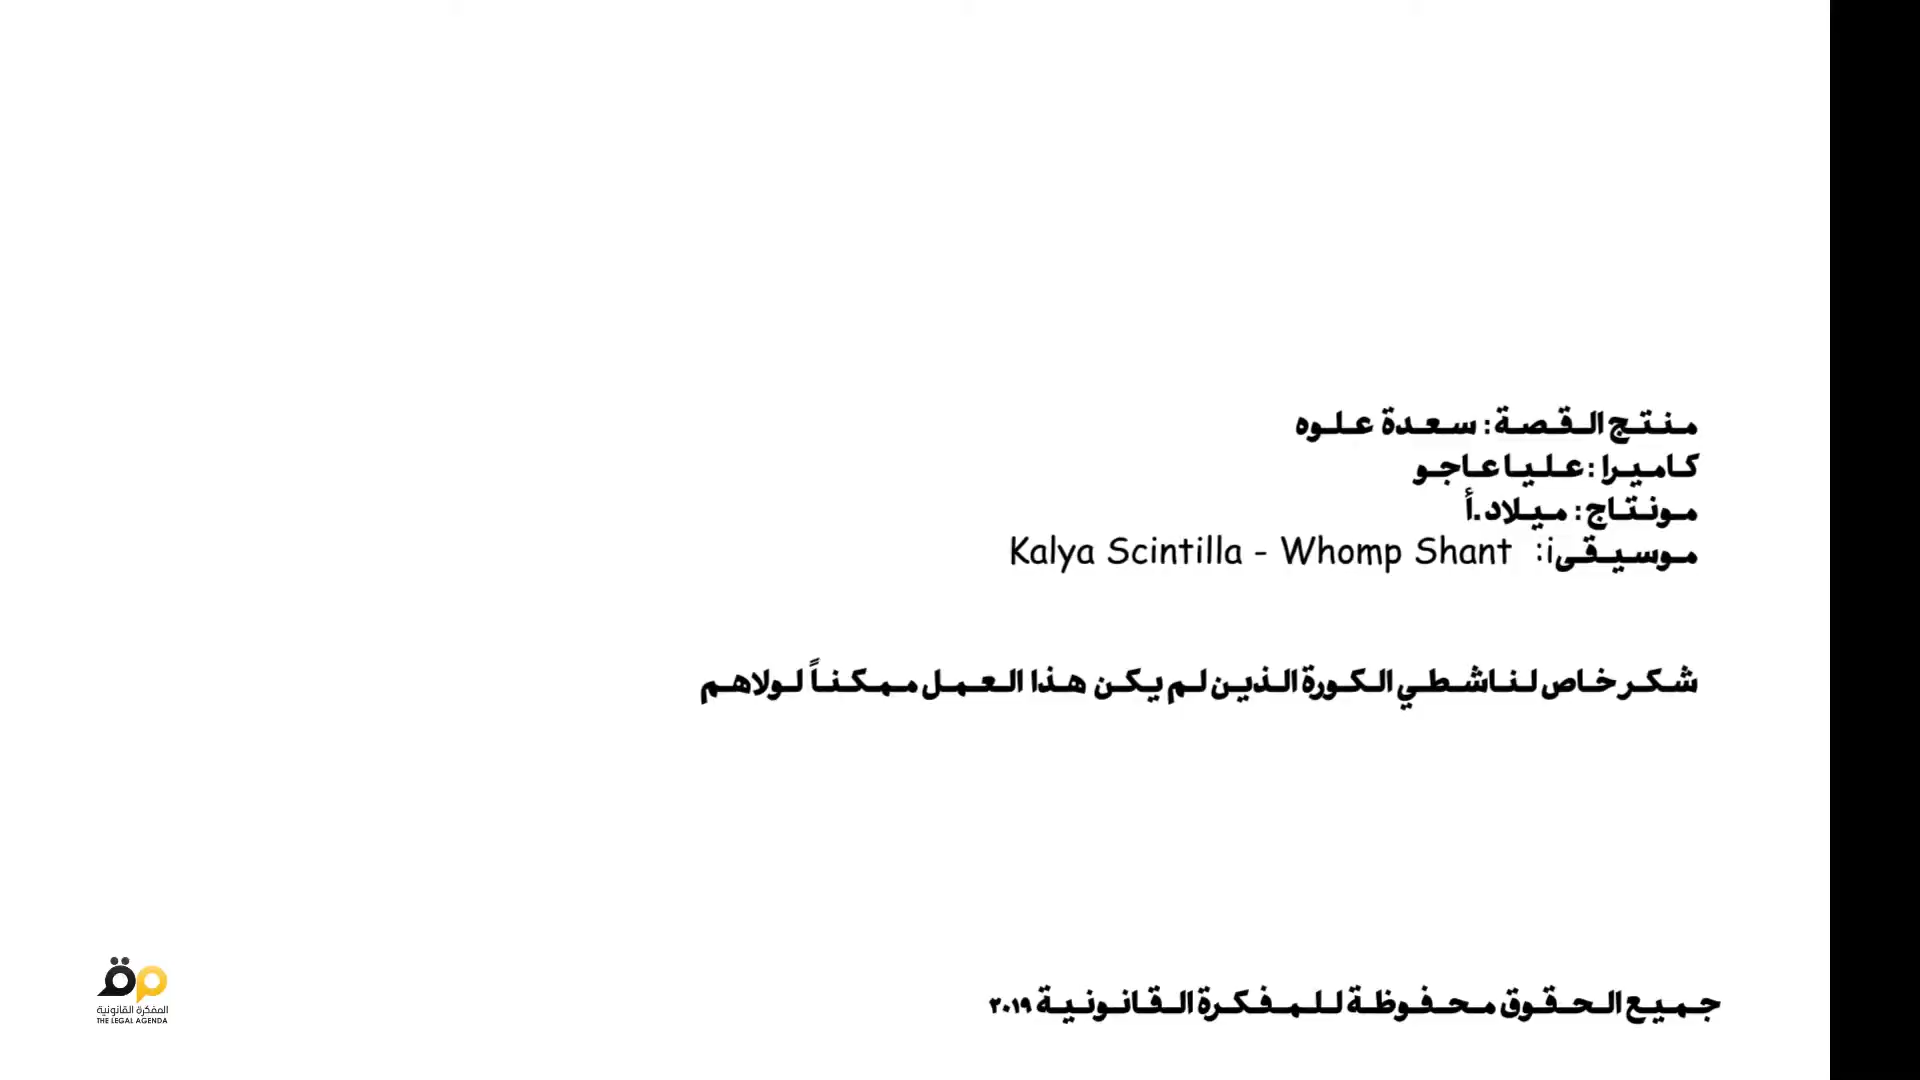 منتج القصة: سعدة علوه
كاميرا: عليا عاجو
مونتاج: ميلاد.أ
موسيقىi: Kalya Scintilla - Whomp Shant
شكر خاص لناشطي الكورة الذين لم يكن هذا العمل ممكناً لولاهم
جميع الحقوق محفوظة للمفكرة القانونية ٢٠١٩
المفكرة القانونية
THE LEGAL AGENDA